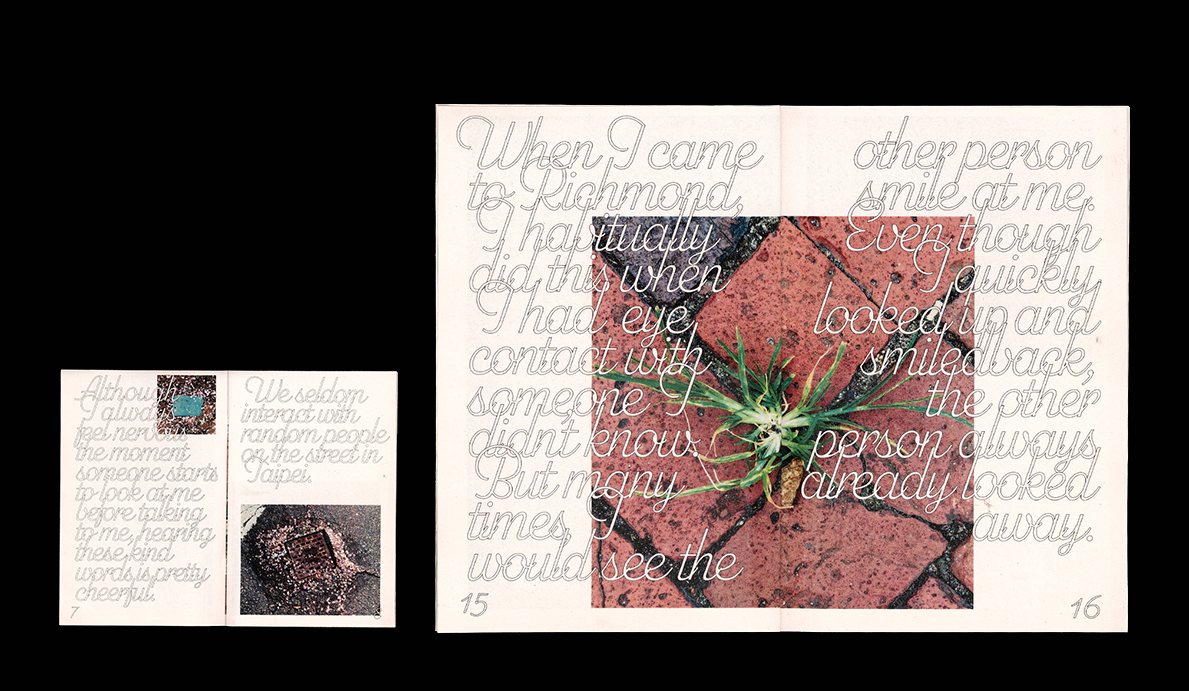 Although
I always
feel nervous
the moment
someone starts
to look at me
before talking
to me, hearing
these kind
words is pretty
cheerful.
7
We seldom
interact with
random people
on the street in
Taipei.
8
When I came
to Richmond,
I habitually
did this when
I had eye
contact with
someone I
didn't know.
But many
times, I
would see the
15
other person
smile at me.
Even though
I quickly
looked up and
smiled back,
the other
person always
already looked
away.
16